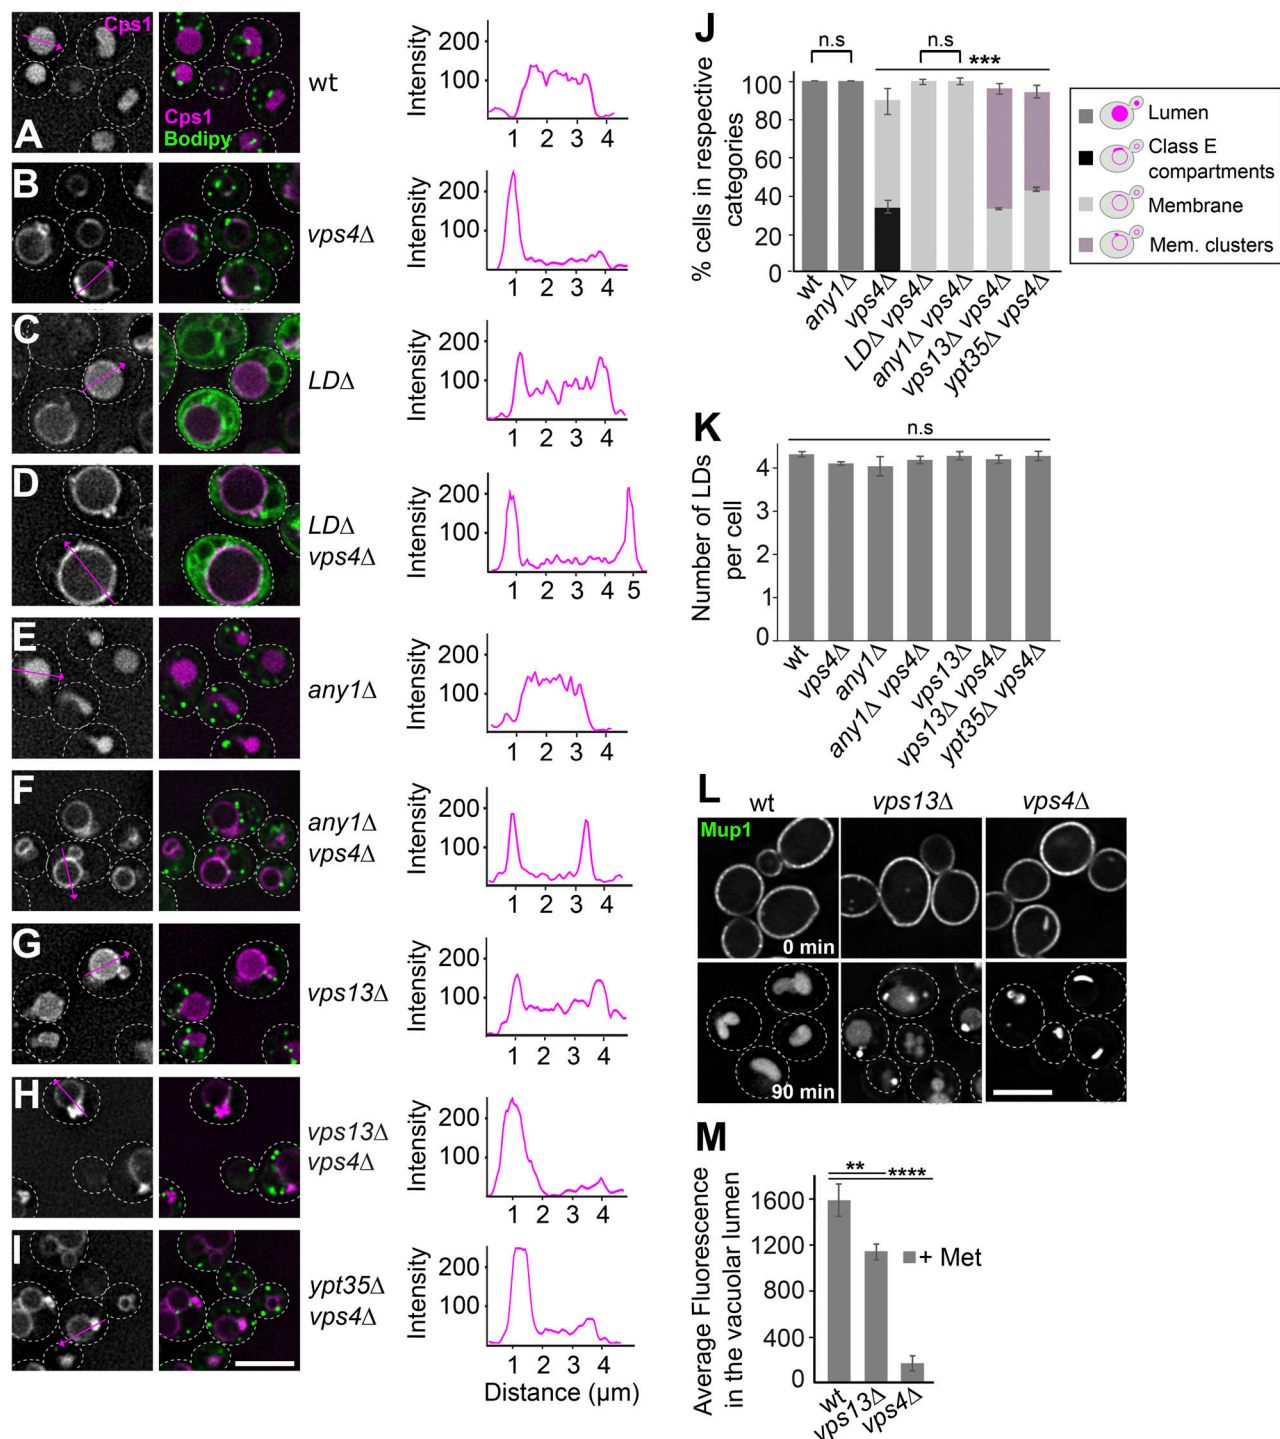 A
Cps1
Cps1
Bodipy
wt
Intensity
200
100
1 2 3 4
B
vps4Δ
Intensity
200
100
1 2 3 4
C
LDΔ
Intensity
200
100
1 2 3 4
D
LDΔ
vps4Δ
Intensity
200
100
1 2 3 4 5
E
any1Δ
Intensity
200
100
1 2 3 4
F
any1Δ
vps4Δ
Intensity
200
100
1 2 3 4
G
vps13Δ
Intensity
200
100
1 2 3 4
H
vps13Δ
vps4Δ
Intensity
200
100
1 2 3 4
I
ypt35Δ
vps4Δ
Intensity
200
100
1 2 3 4
Distance (μm)
J
n.s
n.s
***
% cells in respective
categories
100
80
60
40
20
0
wt
any1Δ
vps4Δ
LDΔ vps4Δ
any1Δ vps4Δ
vps13Δ vps4Δ
ypt35Δ vps4Δ
Lumen
Class E
compartments
Membrane
Mem. clusters
K
n.s
Number of LDs
per cell
4
4
2
1
0
wt
vps4Δ
any1Δ
any1Δ vps4Δ
vps13Δ
vps13Δ vps4Δ
ypt35Δ vps4Δ
L
wt
vps13Δ
vps4Δ
Mup1
0 min
90 min
M
** ****
Average Fluorescence
in the vacuolar lumen
1600
1200
800
400
0
+ Met
wt
vps13Δ
vps4Δ